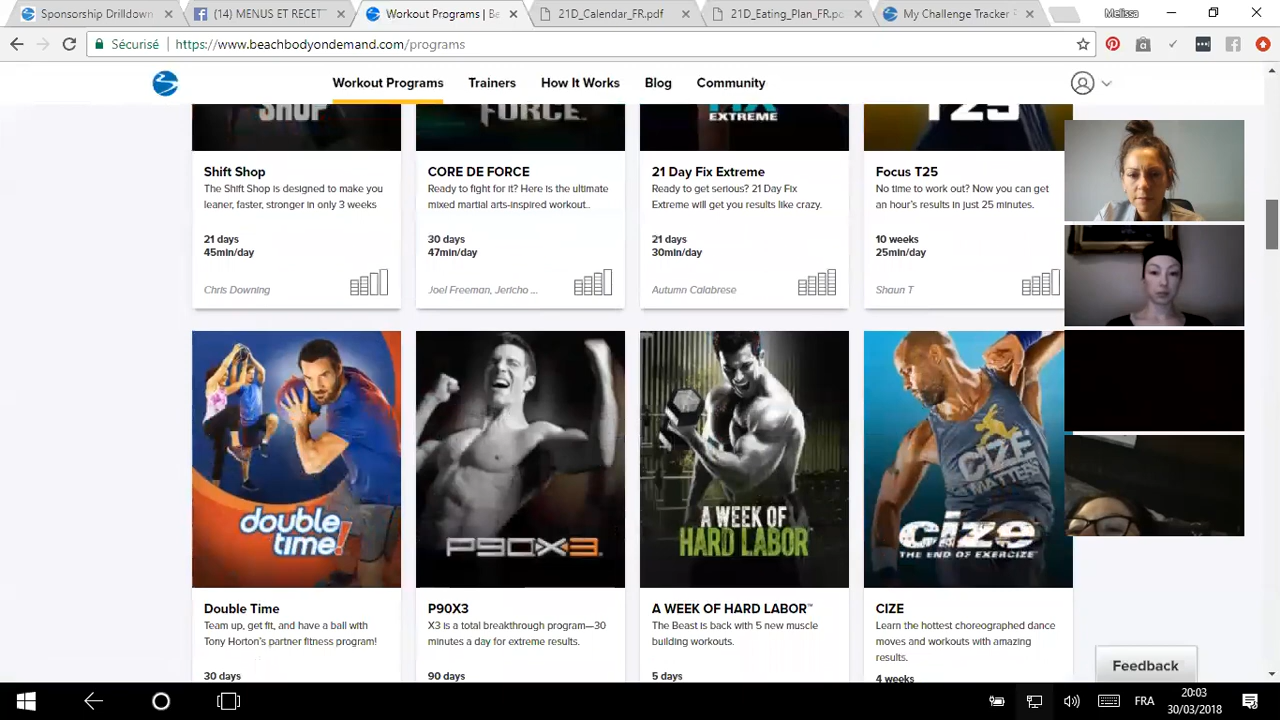 Sponsorship Drilldown
(14) MENUS ET RECET
Workout Programs | Be
21D_Calendar_FR.pdf
21D_Eating_Plan_FR.pc
My Challenge Tracker -
Melissa
Sécurisé
https://www.beachbodyondemand.com/programs
Workout Programs
Trainers
How It Works
Blog
Community
SHOP
FORCE
FIX
EXTREME
T25
Shift Shop
The Shift Shop is designed to make you
leaner, faster, stronger in only 3 weeks
21 days
45min/day
Chris Downing
CORE DE FORCE
Ready to fight for it? Here is the ultimate
mixed martial arts-inspired workout..
30 days
47min/day
Joel Freeman, Jericho ...
21 Day Fix Extreme
Ready to get serious? 21 Day Fix
Extreme will get you results like crazy.
21 days
30min/day
Autumn Calabrese
Focus T25
No time to work out? Now you can get
an hour's results in just 25 minutes.
10 weeks
25min/day
Shaun T
double
time!
P90X3
A WEEK OF
HARD LABOR™
CIZE
MATTERS
cize
THE END OF EXERCIZE™
Double Time
Team up, get fit, and have a ball with
Tony Horton's partner fitness program!
30 days
P90X3
X3 is a total breakthrough program—30
minutes a day for extreme results.
90 days
A WEEK OF HARD LABOR™
The Beast is back with 5 new muscle
building workouts.
5 days
CIZE
Learn the hottest choreographed dance
moves and workouts with amazing
results.
4 weeks
Feedback
FRA
20:03
30/03/2018